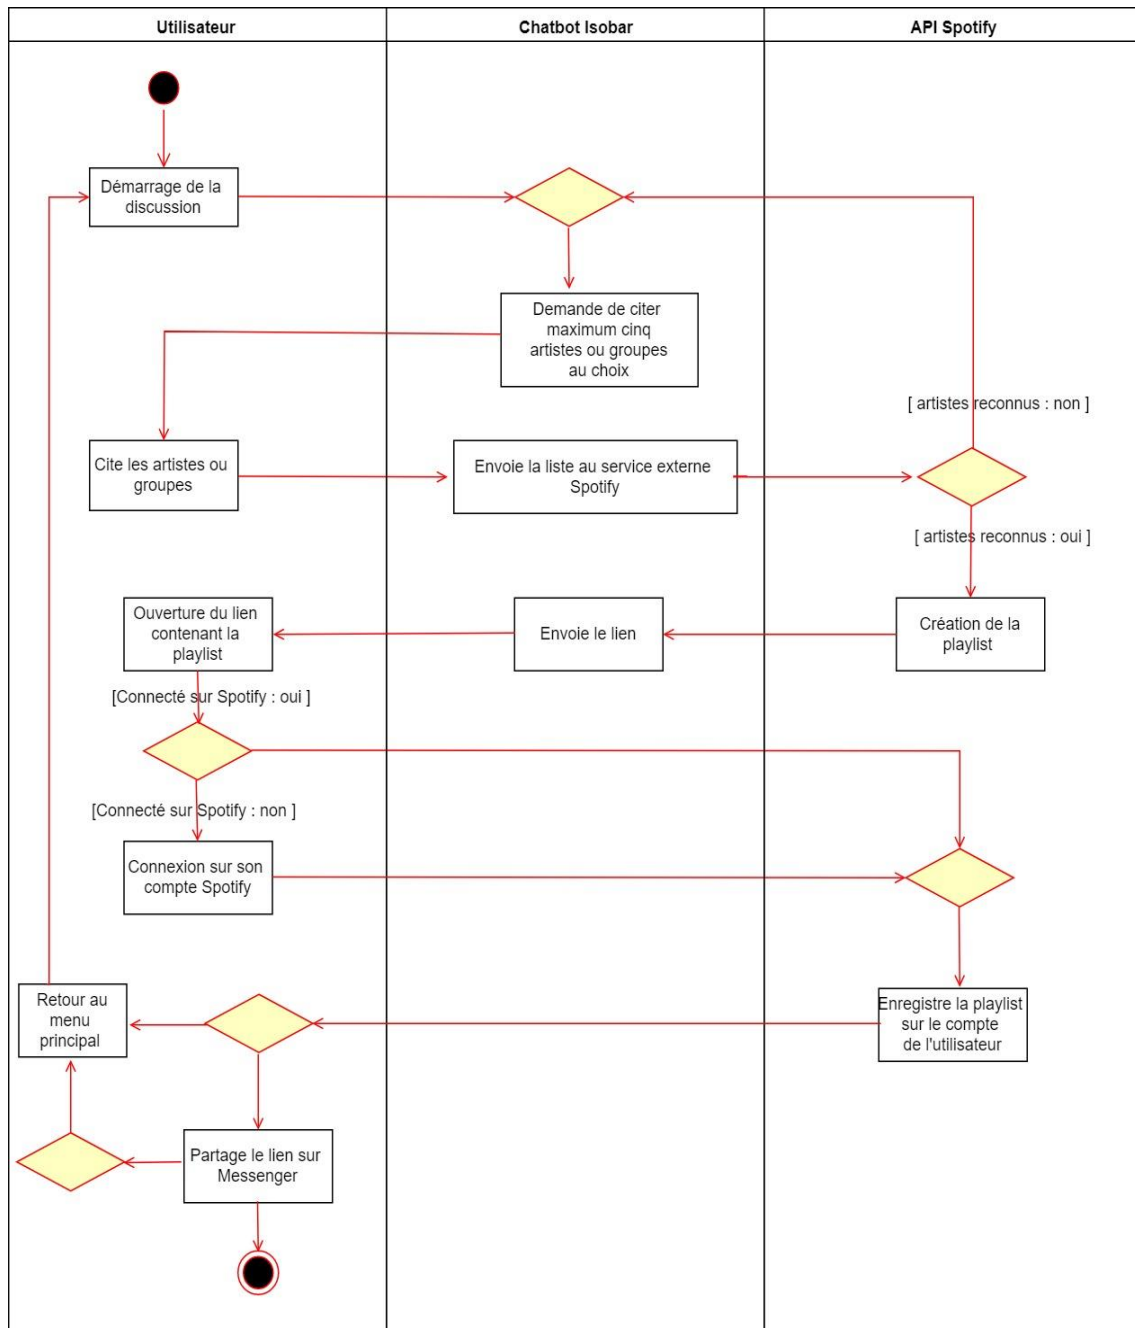 Utilisateur
Chatbot Isobar
API Spotify
Démarrage de la
discussion
Demande de citer
maximum cinq
artistes ou groupes
au choix
[ artistes reconnus : non ]
Cite les artistes ou
groupes
Envoie la liste au service externe
Spotify
[ artistes reconnus : oui ]
Ouverture du lien
contenant la
playlist
Envoie le lien
Création de la
playlist
[Connecté sur Spotify : oui ]
[Connecté sur Spotify : non ]
Connexion sur son
compte Spotify
Retour au
menu
principal
Enregistre la playlist
sur le compte
de l'utilisateur
Partage le lien sur
Messenger